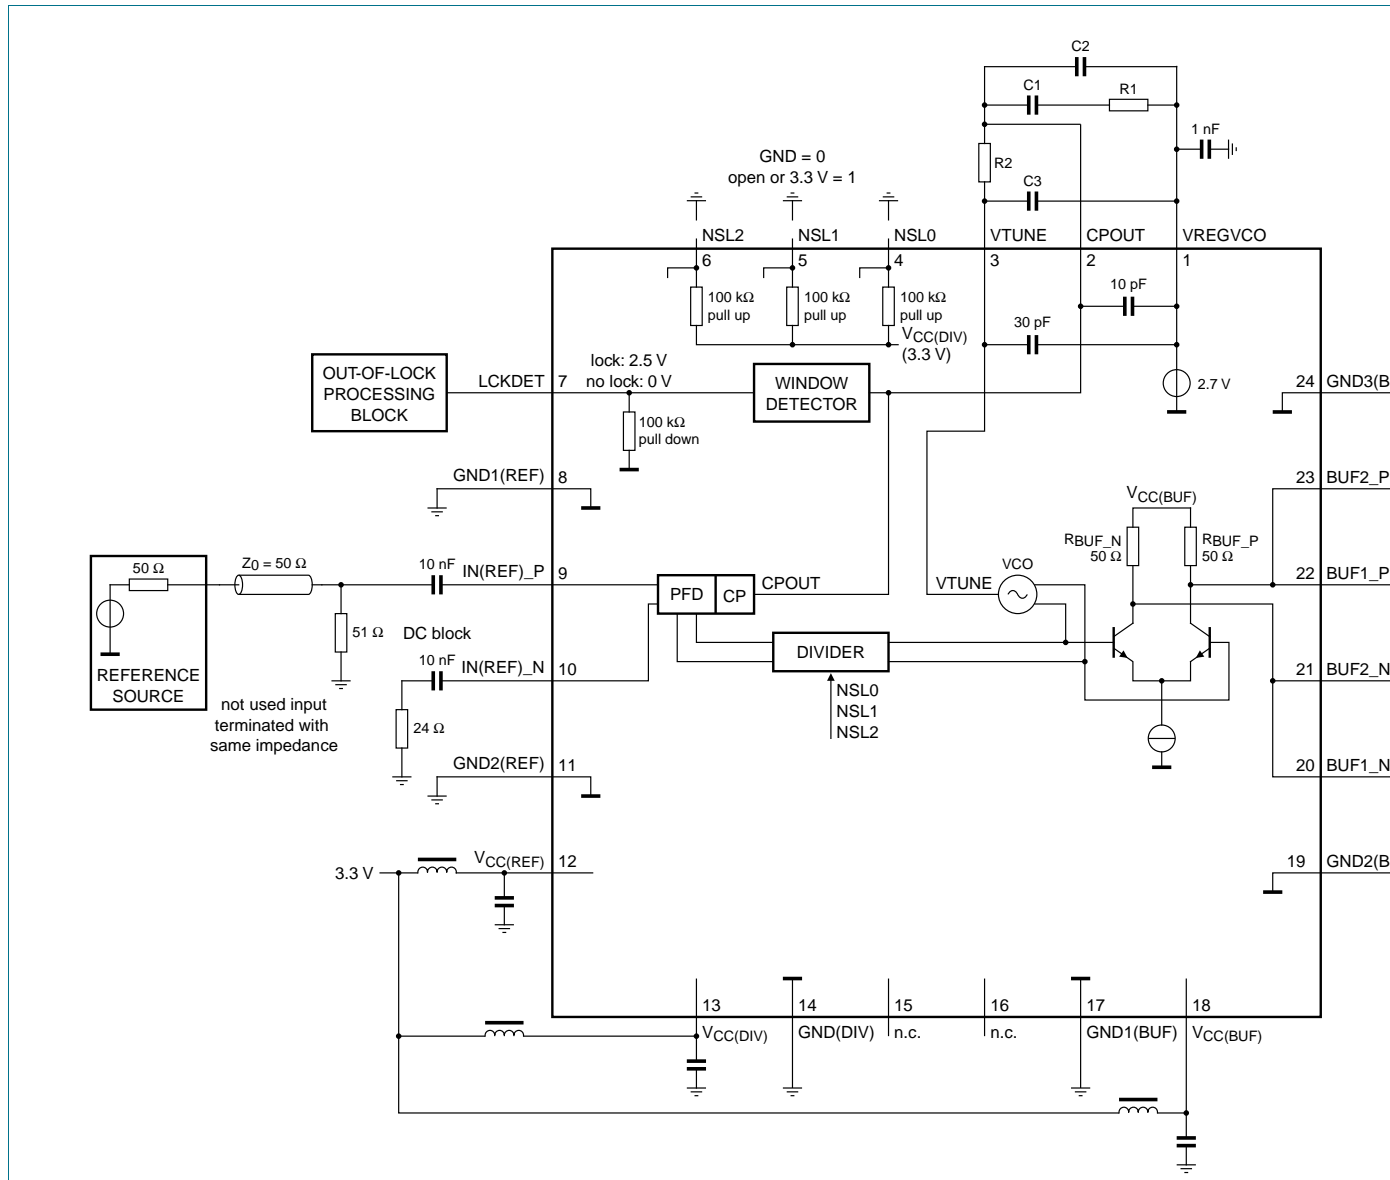 C2
C1
R1
1 nF
GND = 0
open or 3.3 V = 1
R2
C3
NSL2
NSL1
NSL0
VTUNE
CPOUT
VREGVCO
6
5
4
3
2
1
100 kΩ
pull up
100 kΩ
pull up
100 kΩ
pull up
10 pF
30 pF
VCC(DIV)
(3.3 V)
OUT-OF-LOCK
PROCESSING
BLOCK
LCKDET
7
lock: 2.5 V
no lock: 0 V
WINDOW
DETECTOR
2.7 V
24
GND3(B
100 kΩ
pull down
GND1(REF)
8
23
BUF2_P
VCC(BUF)
RBUF_N
50 Ω
RBUF_P
50 Ω
50 Ω
Z0 = 50 Ω
10 nF
IN(REF)_P
9
PFD
CP
CPOUT
VTUNE
VCO
22
BUF1_P
51 Ω
DC block
10 nF
IN(REF)_N
10
DIVIDER
REFERENCE
SOURCE
21
BUF2_N
NSL0
NSL1
NSL2
not used input
terminated with
same impedance
24 Ω
GND2(REF)
11
20
BUF1_N
3.3 V
VCC(REF)
12
19
GND2(B
13
14
15
16
17
18
VCC(DIV)
GND(DIV)
n.c.
n.c.
GND1(BUF)
VCC(BUF)